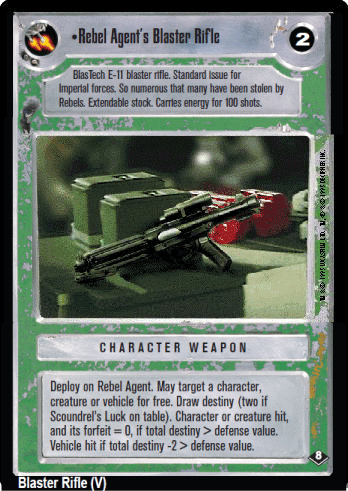 •Rebel Agent's Blaster Rifle
2
BlasTech E-11 blaster rifle. Standard issue for
Imperial forces. So numerous that many have been stolen by
Rebels. Extendable stock. Carries energy for 100 shots.
CHARACTER WEAPON
Deploy on Rebel Agent. May target a character,
creature or vehicle for free. Draw destiny (two if
Scoundrel's Luck on table). Character or creature hit,
and its forfeit = 0, if total destiny > defense value.
Vehicle hit if total destiny -2 > defense value.
8
Blaster Rifle (V)